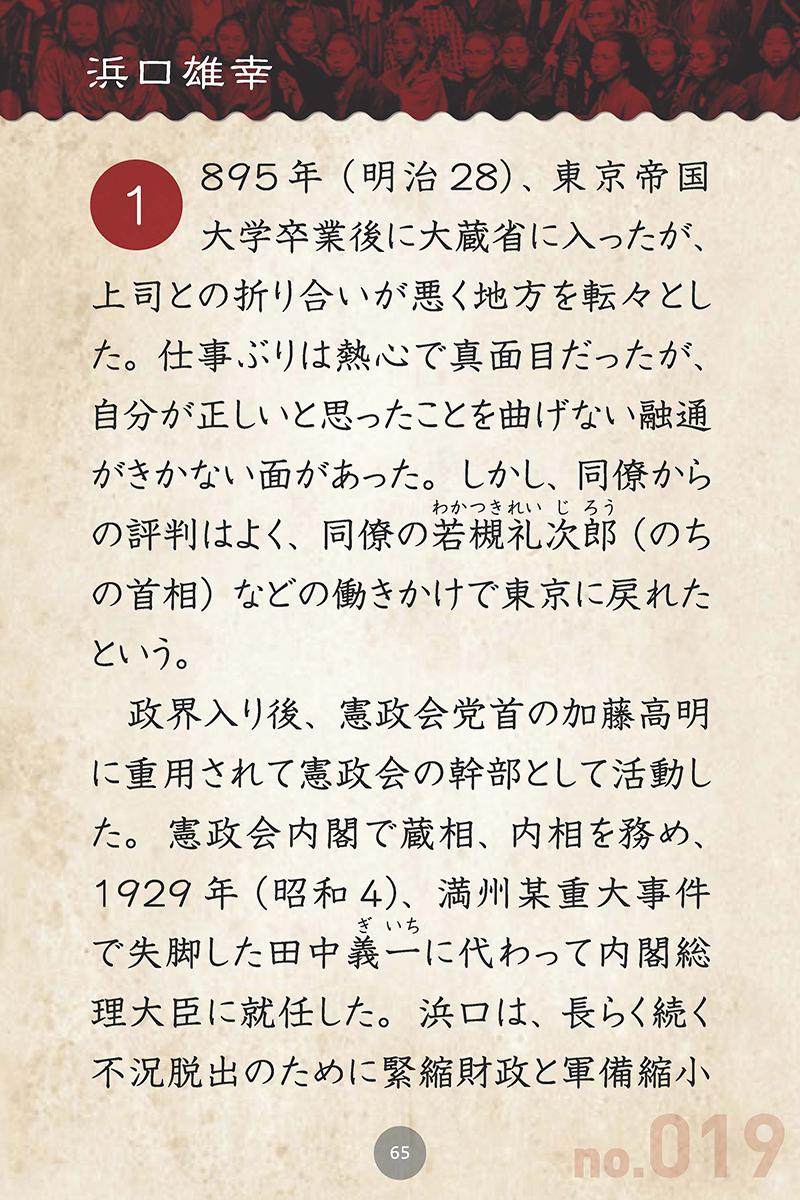 浜口雄幸
1895年（明治28）、東京帝国
大学卒業後に大蔵省に入ったが、
上司との折り合いが悪く地方を転々とし
た。仕事ぶりは熱心で真面目だったが、
自分が正しいと思ったことを曲げない融通
がきかない面があった。しかし、同僚から
わかつきれいじろう
の評判はよく、同僚の若槻礼次郎（のち
の首相）などの働きかけで東京に戻れた
という。
政界入り後、憲政会党首の加藤高明
に重用されて憲政会の幹部として活動し
た。憲政会内閣で蔵相、内相を務め、
1929年（昭和4）、満州某重大事件
ぎいち
で失脚した田中義一に代わって内閣総
理大臣に就任した。浜口は、長らく続く
不況脱出のために緊縮財政と軍備縮小
65
no.019